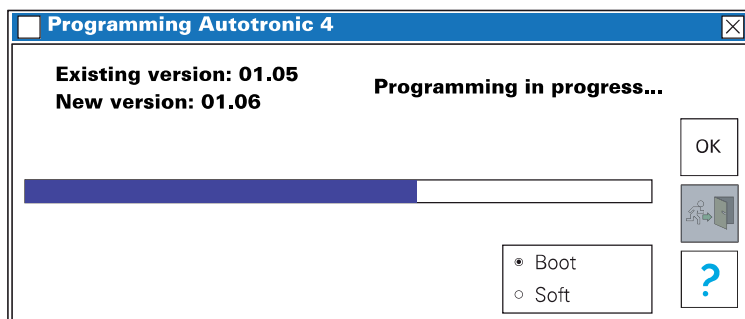 Programming Autotronic 4
Existing version: 01.05
New version: 01.06
Programming in progress...
OK
Boot
Soft
?